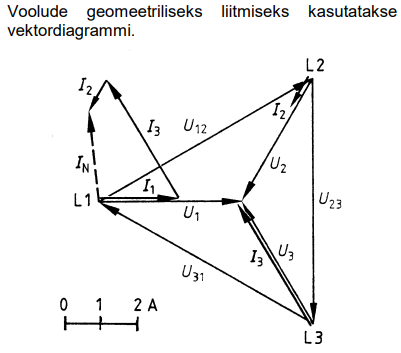 Voolude geomeetriliseks liitmiseks kasutatakse
vektordiagrammi.
L2
I2
I2
I3
U12
U2
IN
I1
L1
U1
U23
I3
U3
U31
0 1 2 A
L3